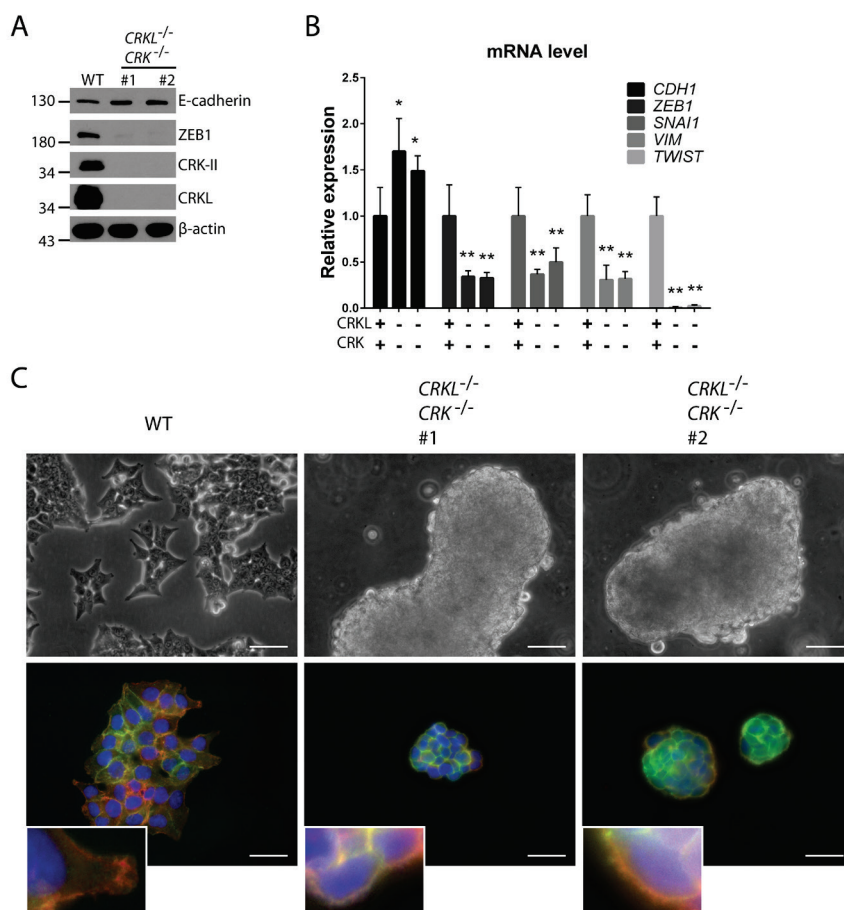 A
CRKL-/-
CRK-/-
WT #1 #2
130 E-cadherin
180 ZEB1
34 CRK-II
34 CRKL
43 β-actin
B
mRNA level
Relative expression
2.5
2.0
1.5
1.0
0.5
0.0
* *
** **
** **
** **
** **
CDH1
ZEB1
SNAI1
VIM
TWIST
CRKL + - - + - - + - - + - - + - -
CRK + - - + - - + - - + - - + - -
C
WT
CRKL-/-
CRK-/-
#1
CRKL-/-
CRK-/-
#2